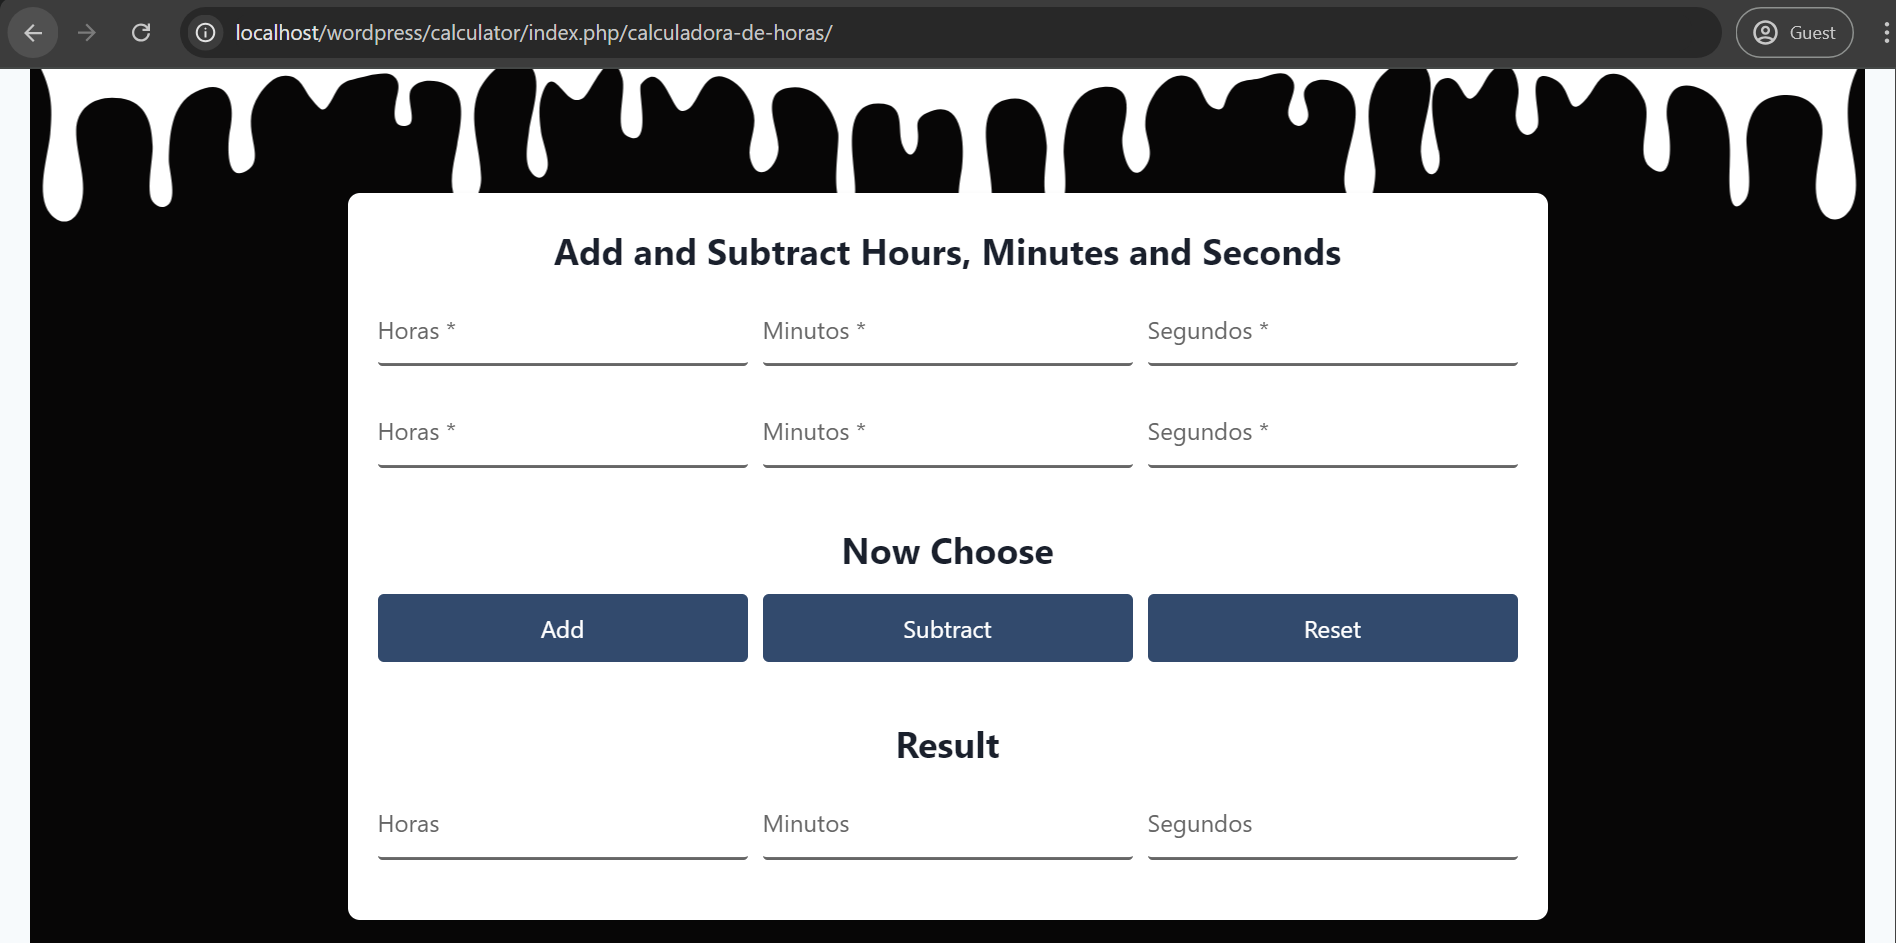 localhost/wordpress/calculator/index.php/calculadora-de-horas/ Guest
Add and Subtract Hours, Minutes and Seconds
Horas * Minutos * Segundos *
Horas * Minutos * Segundos *
Now Choose
Add Subtract Reset
Result
Horas Minutos Segundos